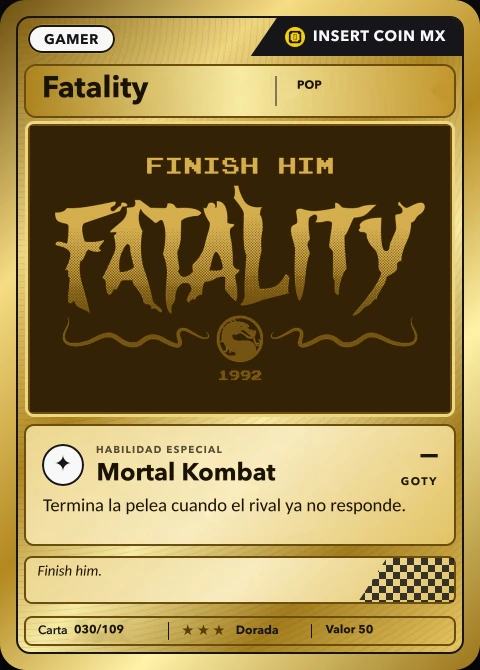 GAMER
INSERT COIN MX
Fatality
POP
FINISH HIM
FATALITY
1992
HABILIDAD ESPECIAL
Mortal Kombat
—
GOTY
Termina la pelea cuando el rival ya no responde.
Finish him.
Carta 030/109 ★★★ Dorada Valor 50